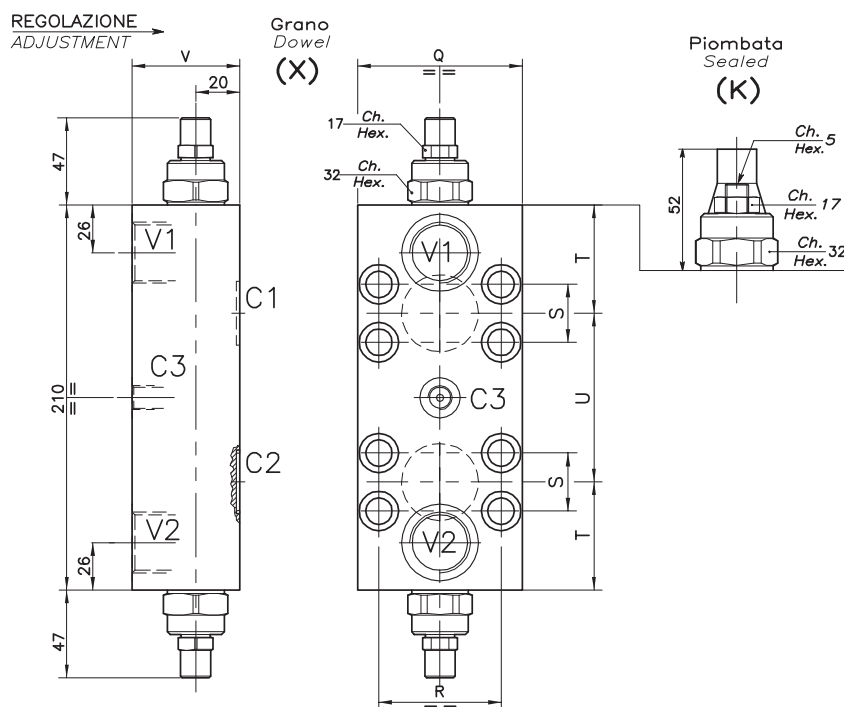 REGOLAZIONE
ADJUSTMENT
Grano
Dowel
(X)
Piombata
Sealed
(K)
V
20
Q
==
47
17 Ch.
Hex.
32 Ch.
Hex.
Ch.
Hex. 5
52
Ch.
Hex. 17
Ch.
Hex. 32
26
V1
V1
T
C1
S
210
==
C3
C3
U
C2
S
V2
V2
T
26
47
R
==